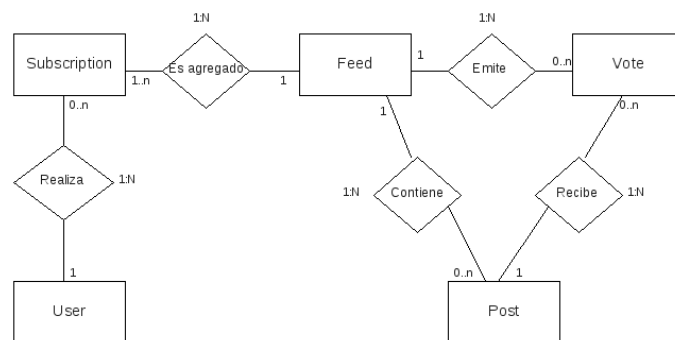 1:N
1:N
Subscription
Es agregado
Feed
Emite
Vote
1..n
1
1
0..n
0..n
1
0..n
Realiza
1:N
1:N
Contiene
Recibe
1:N
1
0..n
1
User
Post